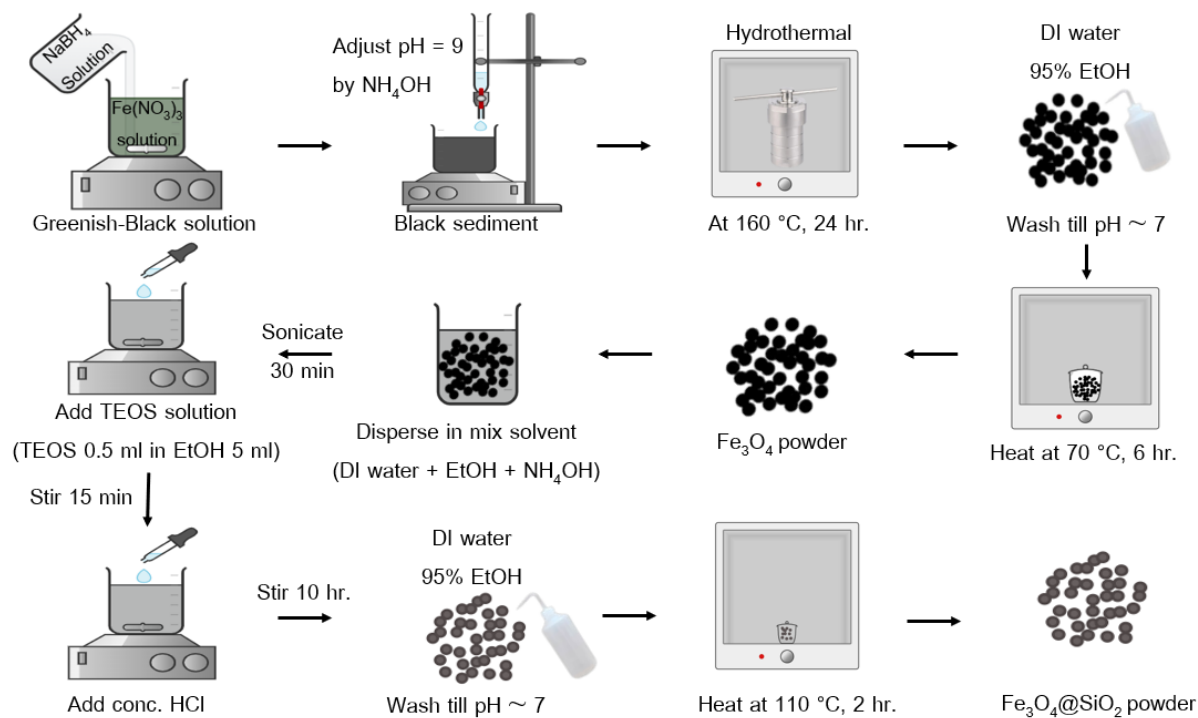 NaBH₄
Solution
Fe(NO₃)₃
solution
Greenish-Black solution
Adjust pH = 9
by NH₄OH
Black sediment
Hydrothermal
At 160 °C, 24 hr.
DI water
95% EtOH
Wash till pH ~ 7
Heat at 70 °C, 6 hr.
Fe₃O₄ powder
Disperse in mix solvent
(DI water + EtOH + NH₄OH)
Sonicate
30 min
Add TEOS solution
(TEOS 0.5 ml in EtOH 5 ml)
Stir 15 min
Add conc. HCl
Stir 10 hr.
DI water
95% EtOH
Wash till pH ~ 7
Heat at 110 °C, 2 hr.
Fe₃O₄@SiO₂ powder